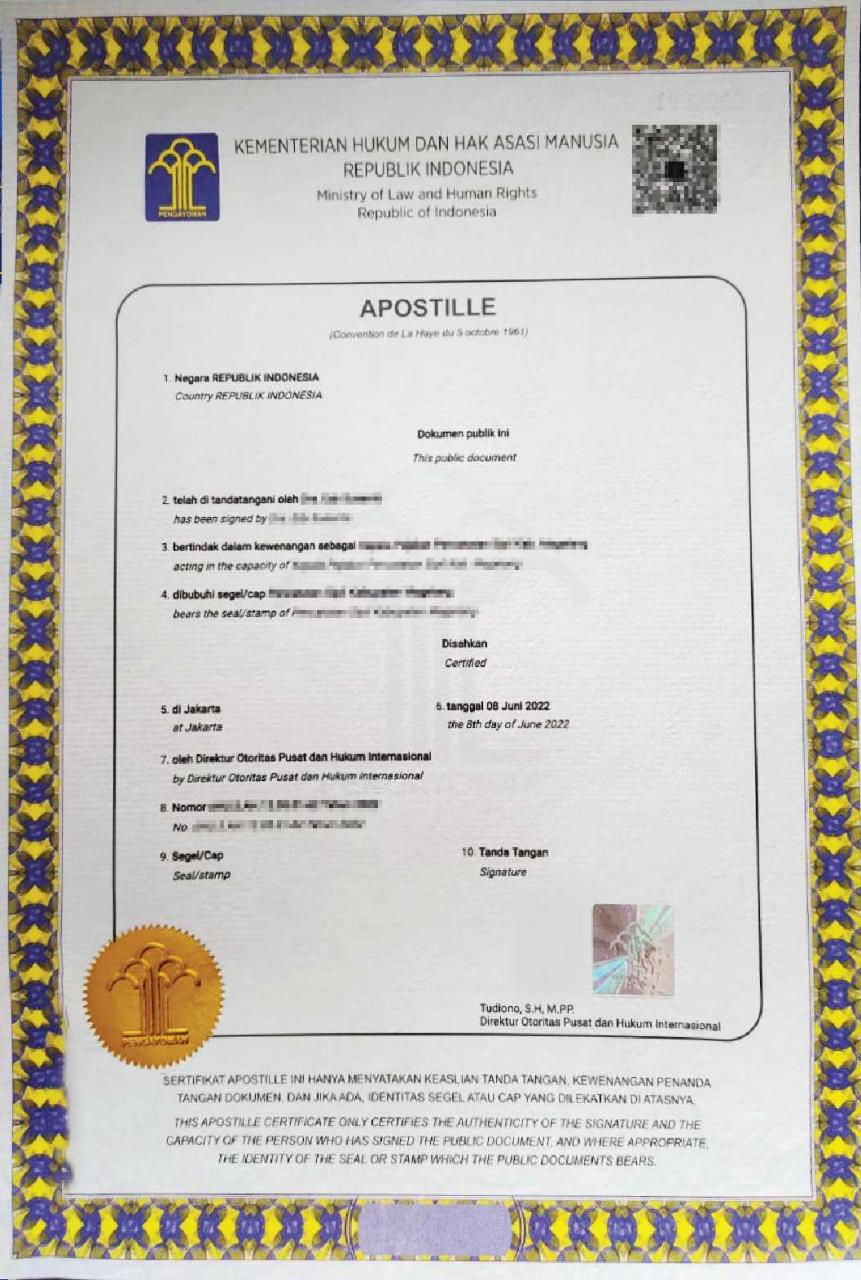 KEMENTERIAN HUKUM DAN HAK ASASI MANUSIA
REPUBLIK INDONESIA
Ministry of Law and Human Rights
Republic of Indonesia
PENGAYOMAN
APOSTILLE
(Convention de La Haye du 5 octobre 1961)
1. Negara REPUBLIK INDONESIA
Country REPUBLIK INDONESIA
Dokumen publik ini
This public document
2. telah di tandatangani oleh
has been signed by
3. bertindak dalam kewenangan sebagai
acting in the capacity of
4. dibubuhi segel/cap
bears the seal/stamp of
Disahkan
Certified
5. di Jakarta
at Jakarta
6. tanggal 08 Juni 2022
the 8th day of June 2022
7. oleh Direktur Otoritas Pusat dan Hukum Internasional
by Direktur Otoritas Pusat dan Hukum Internasional
8. Nomor
No
9. Segel/Cap
Seal/stamp
10. Tanda Tangan
Signature
PENGAYOMAN
Tudiono, S.H, M.PP.
Direktur Otoritas Pusat dan Hukum Internasional
SERTIFIKAT APOSTILLE INI HANYA MENYATAKAN KEASLIAN TANDA TANGAN, KEWENANGAN PENANDA
TANGAN DOKUMEN, DAN JIKA ADA, IDENTITAS SEGEL ATAU CAP YANG DILEKATKAN DI ATASNYA.
THIS APOSTILLE CERTIFICATE ONLY CERTIFIES THE AUTHENTICITY OF THE SIGNATURE AND THE
CAPACITY OF THE PERSON WHO HAS SIGNED THE PUBLIC DOCUMENT, AND WHERE APPROPRIATE,
THE IDENTITY OF THE SEAL OR STAMP WHICH THE PUBLIC DOCUMENTS BEARS.